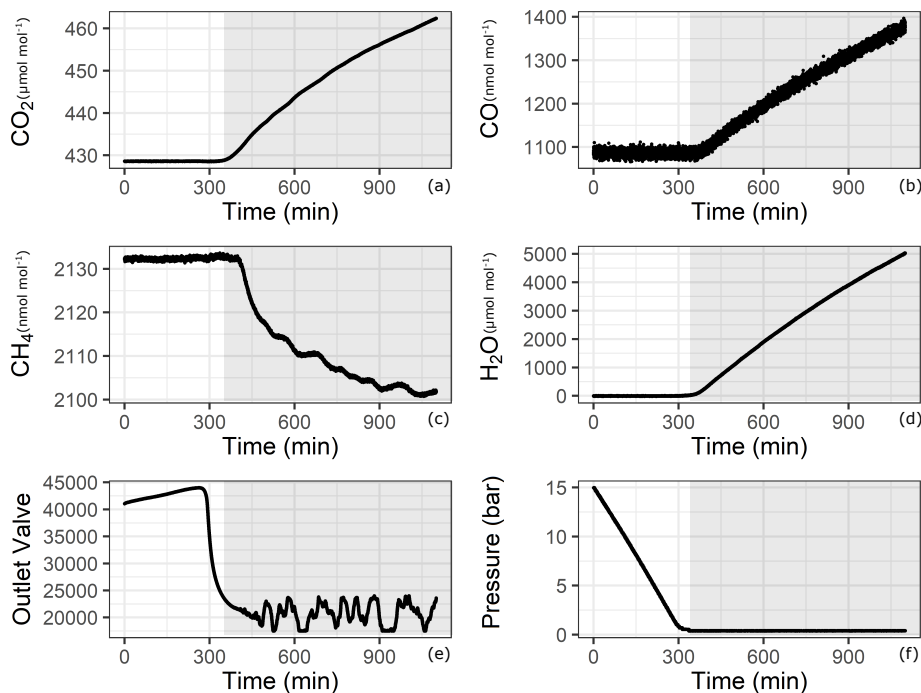 CO₂ (μmol mol⁻¹)
460
450
440
430
0 300 600 900
Time (min)
(a)
CO (nmol mol⁻¹)
1400
1300
1200
1100
0 300 600 900
Time (min)
(b)
CH₄ (nmol mol⁻¹)
2130
2120
2110
2100
0 300 600 900
Time (min)
(c)
H₂O (μmol mol⁻¹)
5000
4000
3000
2000
1000
0
0 300 600 900
Time (min)
(d)
Outlet Valve
45000
40000
35000
30000
25000
20000
0 300 600 900
Time (min)
(e)
Pressure (bar)
15
10
5
0
0 300 600 900
Time (min)
(f)